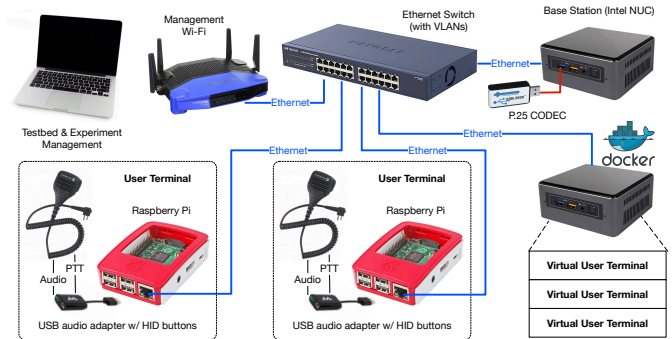 Management
Wi-Fi
Ethernet Switch
(with VLANs)
Base Station (Intel NUC)
Ethernet
Ethernet
P.25 CODEC
Testbed & Experiment
Management
Ethernet
Ethernet
Ethernet
Ethernet
docker
User Terminal
Raspberry Pi
PTT
Audio
USB audio adapter w/ HID buttons
User Terminal
Raspberry Pi
PTT
Audio
USB audio adapter w/ HID buttons
Virtual User Terminal
Virtual User Terminal
Virtual User Terminal